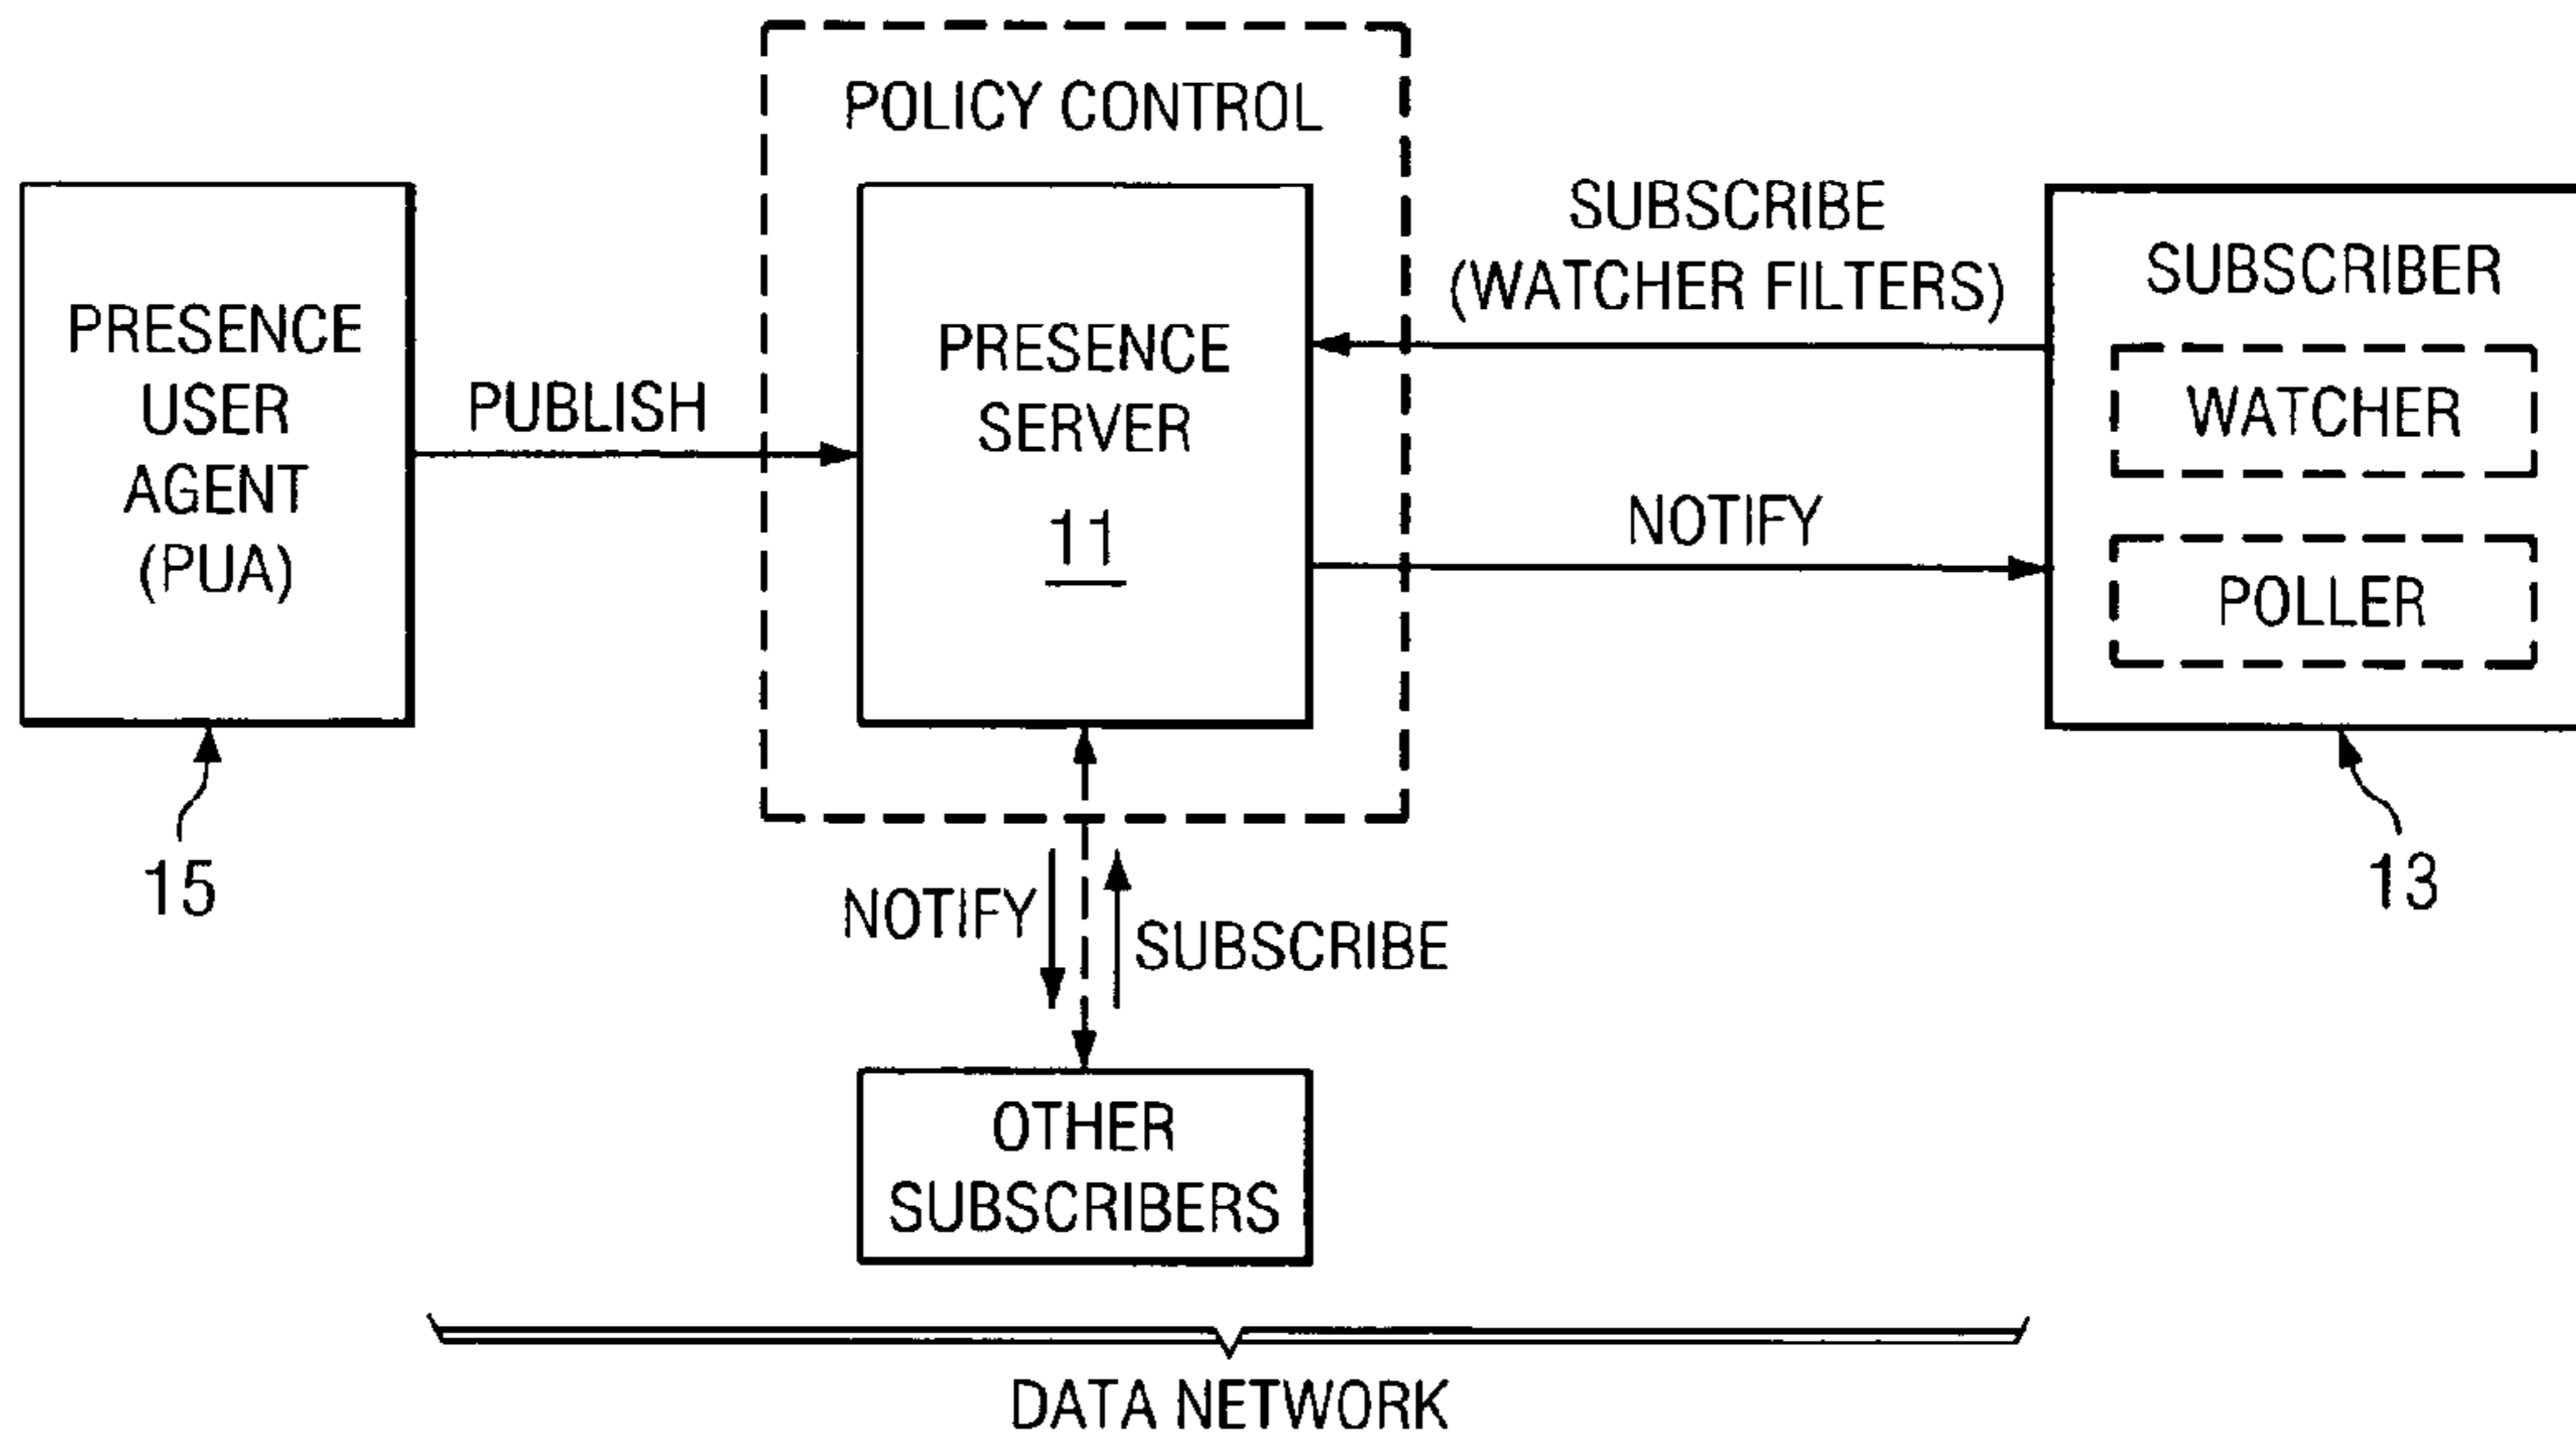 POLICY CONTROL
PRESENCE
USER
AGENT
(PUA)
15
PUBLISH
PRESENCE
SERVER
11
SUBSCRIBE
(WATCHER FILTERS)
NOTIFY
SUBSCRIBER
WATCHER
POLLER
13
NOTIFY
SUBSCRIBE
OTHER
SUBSCRIBERS
DATA NETWORK